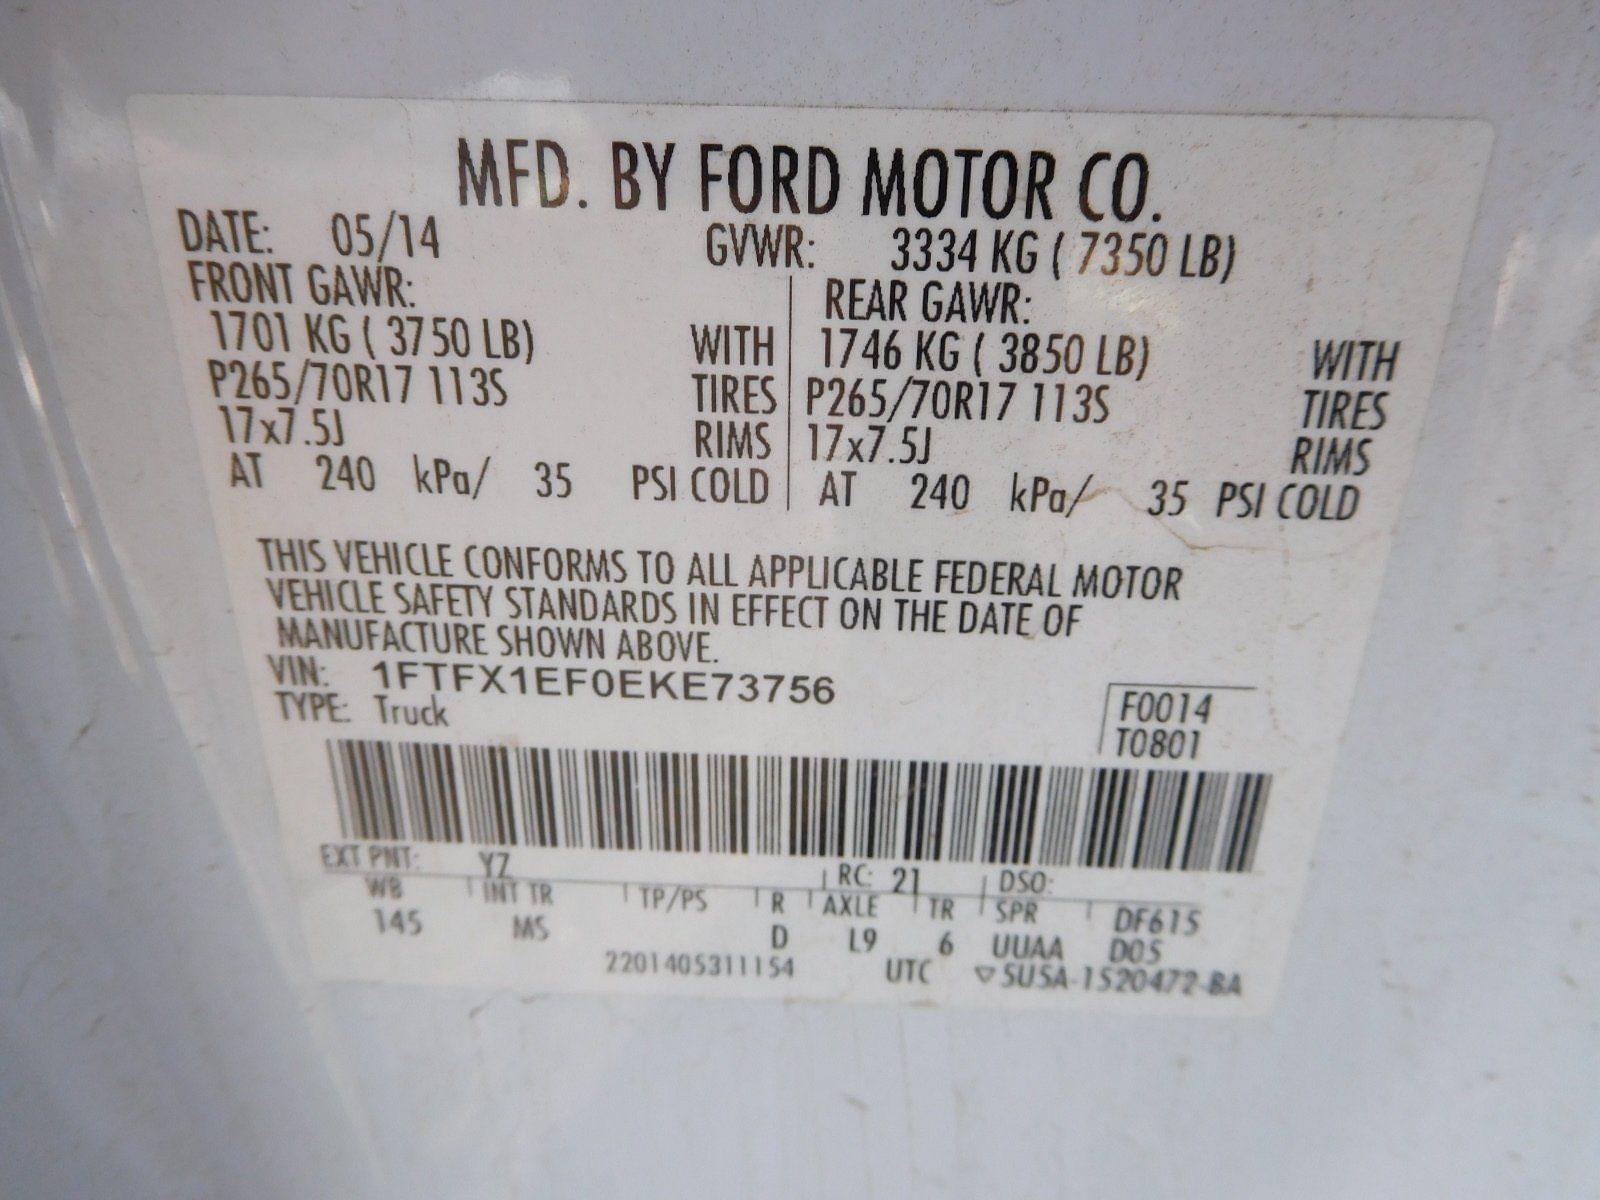 MFD. BY FORD MOTOR CO.
DATE: 05/14 GVWR: 3334 KG ( 7350 LB)
FRONT GAWR: REAR GAWR:
1701 KG ( 3750 LB) WITH 1746 KG ( 3850 LB) WITH
P265/70R17 113S TIRES P265/70R17 113S TIRES
17x7.5J RIMS 17x7.5J RIMS
AT 240 kPa/ 35 PSI COLD AT 240 kPa/ 35 PSI COLD
THIS VEHICLE CONFORMS TO ALL APPLICABLE FEDERAL MOTOR
VEHICLE SAFETY STANDARDS IN EFFECT ON THE DATE OF
MANUFACTURE SHOWN ABOVE.
VIN: 1FTFX1EF0EKE73756
TYPE: Truck F0014
T0801
EXT PNT: YZ RC: 21 DSO:
WB INT TR TP/PS R AXLE TR SPR DF615
145 MS D L9 6 UUAA D05
2201405311154 UTC ▽5U5A-1520472-BA